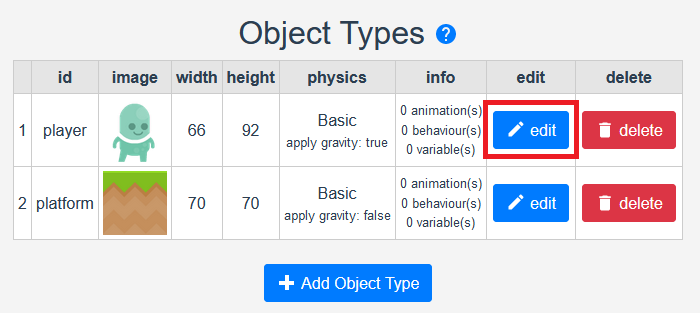 Object Types ?
id image width height physics info edit delete
1 player 66 92 Basic apply gravity: true 0 animation(s) 0 behaviour(s) 0 variable(s) edit delete
2 platform 70 70 Basic apply gravity: false 0 animation(s) 0 behaviour(s) 0 variable(s) edit delete
Add Object Type